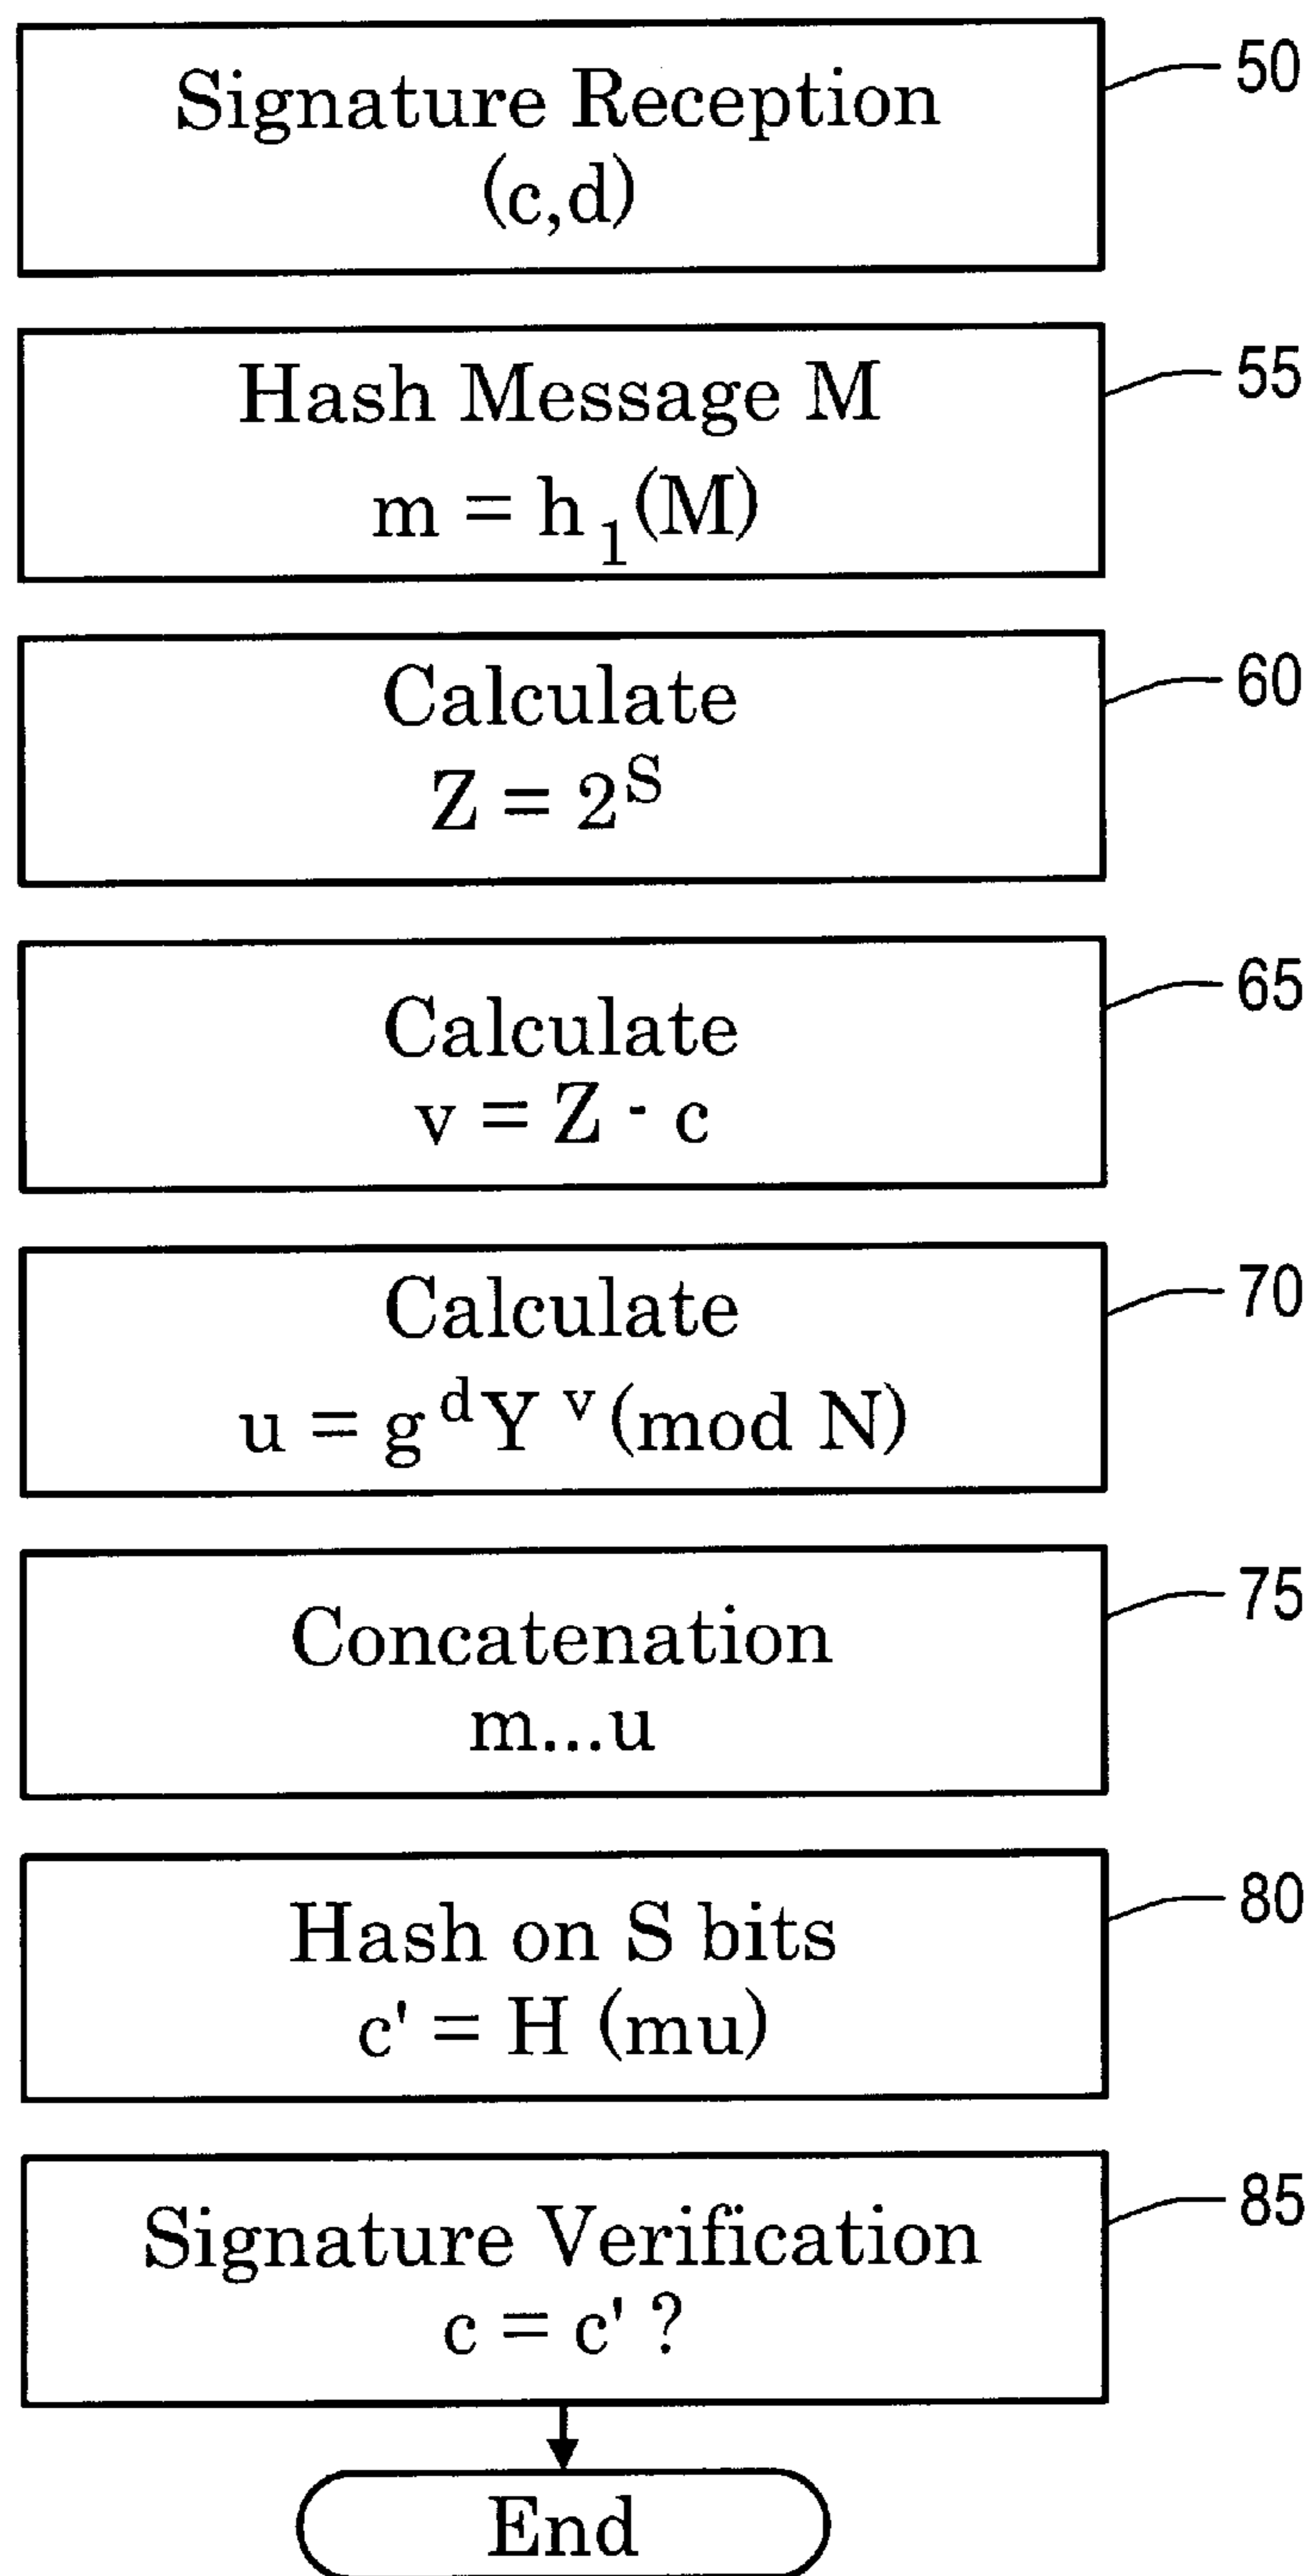 Signature Reception
(c,d)
50
Hash Message M
m = h₁(M)
55
Calculate
Z = 2ˢ
60
Calculate
v = Z - c
65
Calculate
u = gᵈYᵛ(mod N)
70
Concatenation
m...u
75
Hash on S bits
c' = H (mu)
80
Signature Verification
c = c' ?
85
End